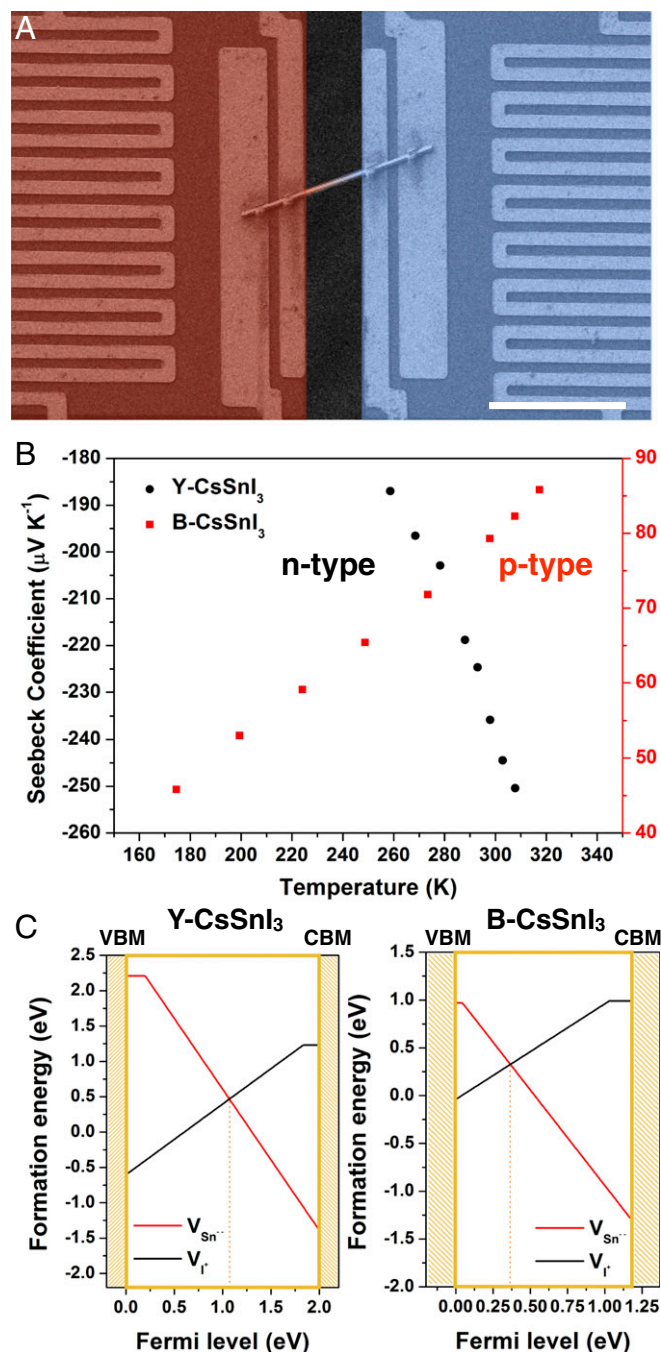 A
B
-180
-190
-200
-210
-220
-230
-240
-250
-260
Seebeck Coefficient (μV K⁻¹)
Y-CsSnI₃
B-CsSnI₃
n-type
p-type
90
80
70
60
50
40
160 180 200 220 240 260 280 300 320 340
Temperature (K)
C
Y-CsSnI₃
VBM
CBM
2.5
2.0
1.5
1.0
0.5
0.0
-0.5
-1.0
-1.5
-2.0
Formation energy (eV)
V_Sn--
V_I+
0.0 0.5 1.0 1.5 2.0
Fermi level (eV)
B-CsSnI₃
VBM
CBM
1.5
1.0
0.5
0.0
-0.5
-1.0
-1.5
-2.0
Formation energy (eV)
V_Sn--
V_I+
0.00 0.25 0.50 0.75 1.00 1.25
Fermi level (eV)